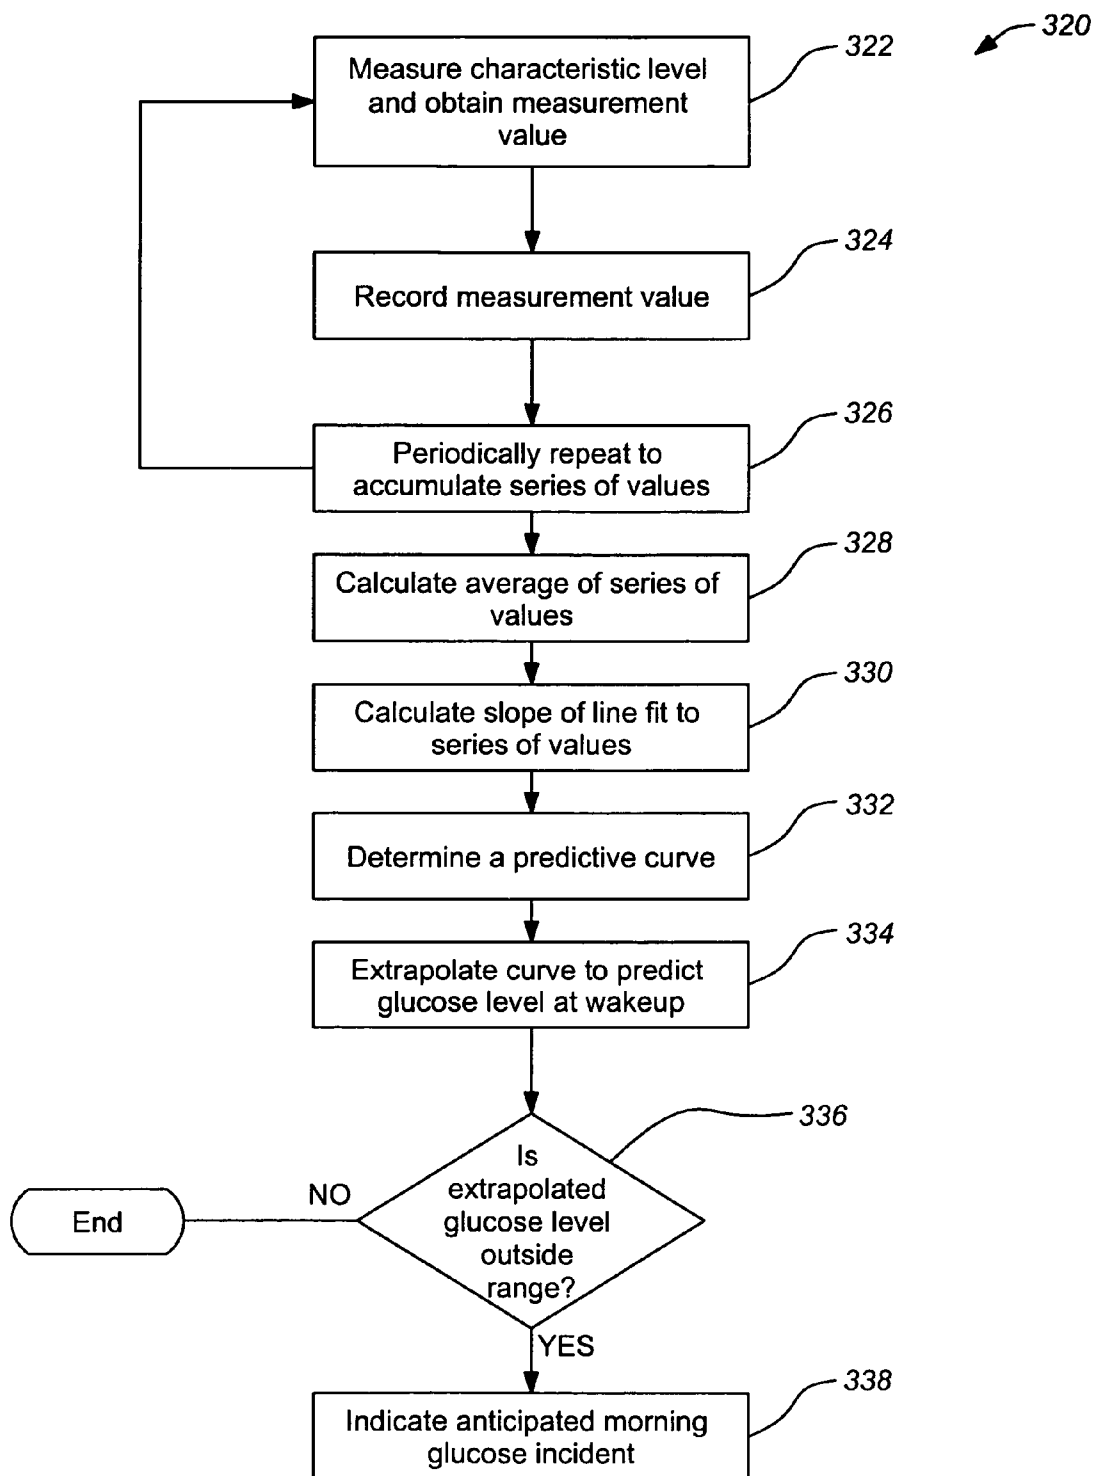 320
322
Measure characteristic level
and obtain measurement
value
324
Record measurement value
326
Periodically repeat to
accumulate series of values
328
Calculate average of series of
values
330
Calculate slope of line fit to
series of values
332
Determine a predictive curve
334
Extrapolate curve to predict
glucose level at wakeup
336
Is
extrapolated
glucose level
outside
range?
NO
End
YES
338
Indicate anticipated morning
glucose incident